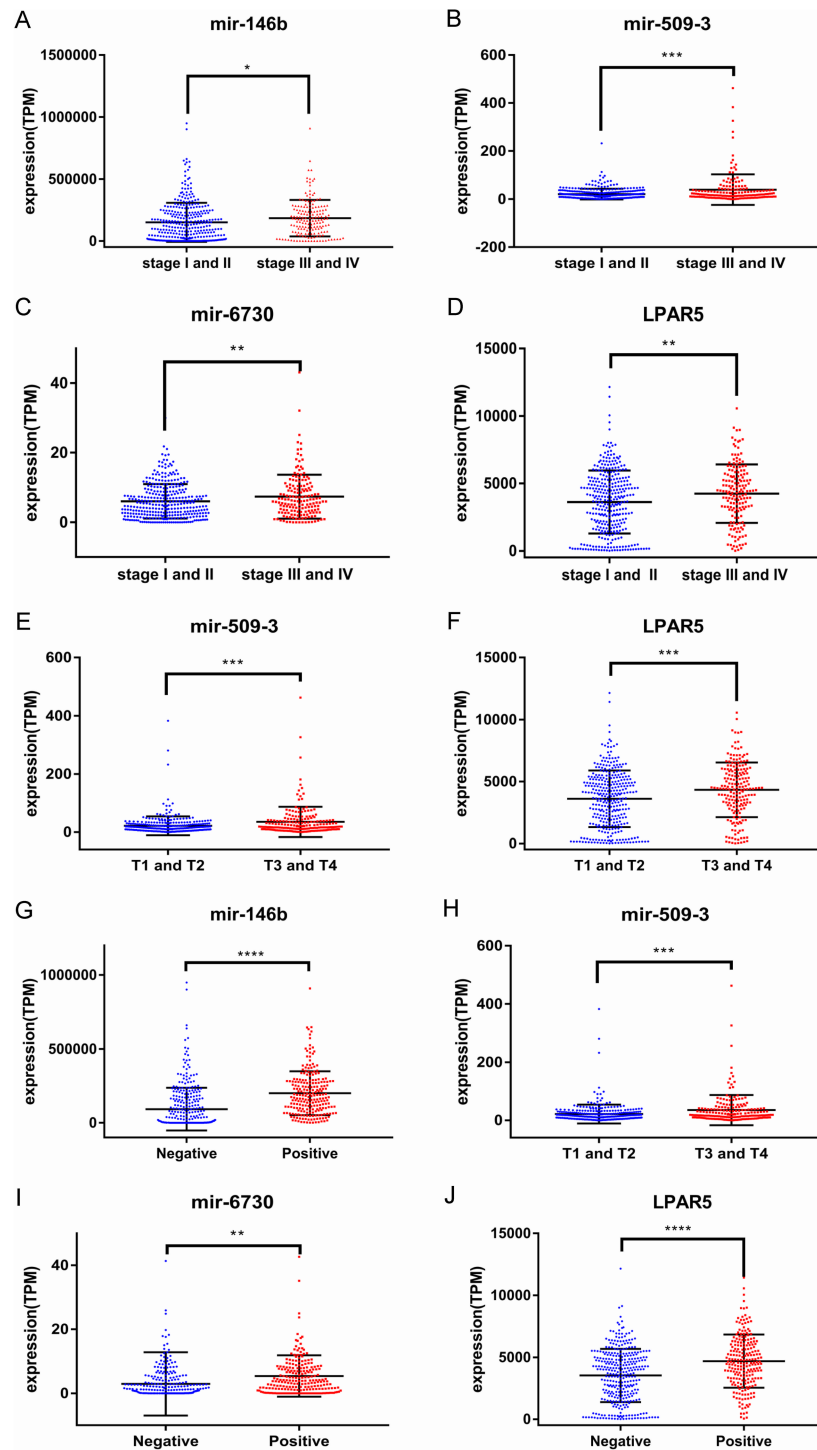 A
mir-146b
expression(TPM)
1500000
1000000
500000
0
*
stage I and II
stage III and IV
B
mir-509-3
expression(TPM)
600
400
200
0
-200
***
stage I and II
stage III and IV
C
mir-6730
expression(TPM)
40
20
0
**
stage I and II
stage III and IV
D
LPAR5
expression(TPM)
15000
10000
5000
0
**
stage I and II
stage III and IV
E
mir-509-3
expression(TPM)
600
400
200
0
***
T1 and T2
T3 and T4
F
LPAR5
expression(TPM)
15000
10000
5000
0
***
T1 and T2
T3 and T4
G
mir-146b
expression(TPM)
1000000
500000
0
****
Negative
Positive
H
mir-509-3
expression(TPM)
600
400
200
0
***
T1 and T2
T3 and T4
I
mir-6730
expression(TPM)
40
20
0
**
Negative
Positive
J
LPAR5
expression(TPM)
15000
10000
5000
0
****
Negative
Positive